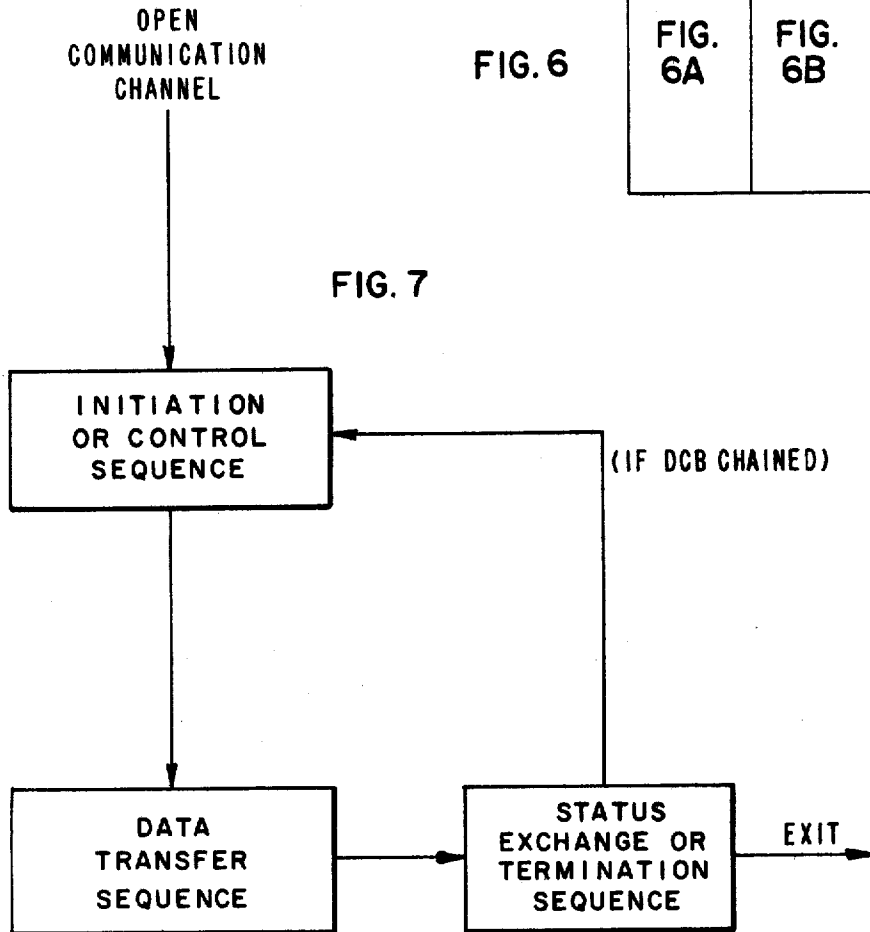 OPEN
COMMUNICATION
CHANNEL
FIG. 6
FIG.
6A
FIG.
6B
FIG. 7
INITIATION
OR CONTROL
SEQUENCE
(IF DCB CHAINED)
DATA
TRANSFER
SEQUENCE
STATUS
EXCHANGE OR
TERMINATION
SEQUENCE
EXIT